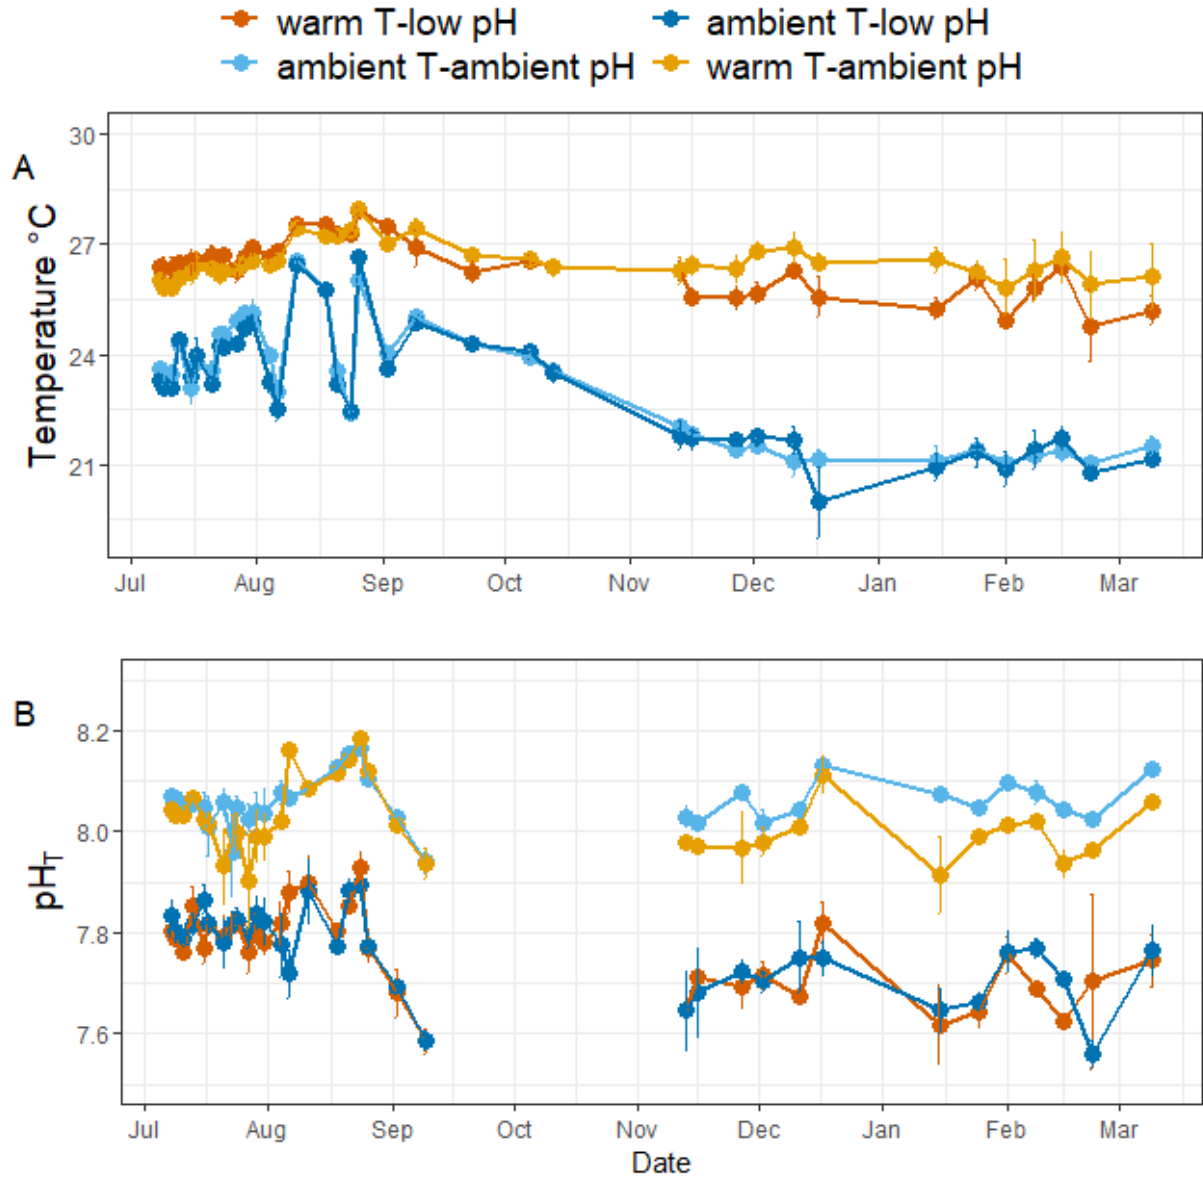 warm T-low pH ambient T-low pH
ambient T-ambient pH warm T-ambient pH
A
Temperature °C
30
27
24
21
Jul Aug Sep Oct Nov Dec Jan Feb Mar
B
pHT
8.2
8.0
7.8
7.6
Jul Aug Sep Oct Nov Dec Jan Feb Mar
Date